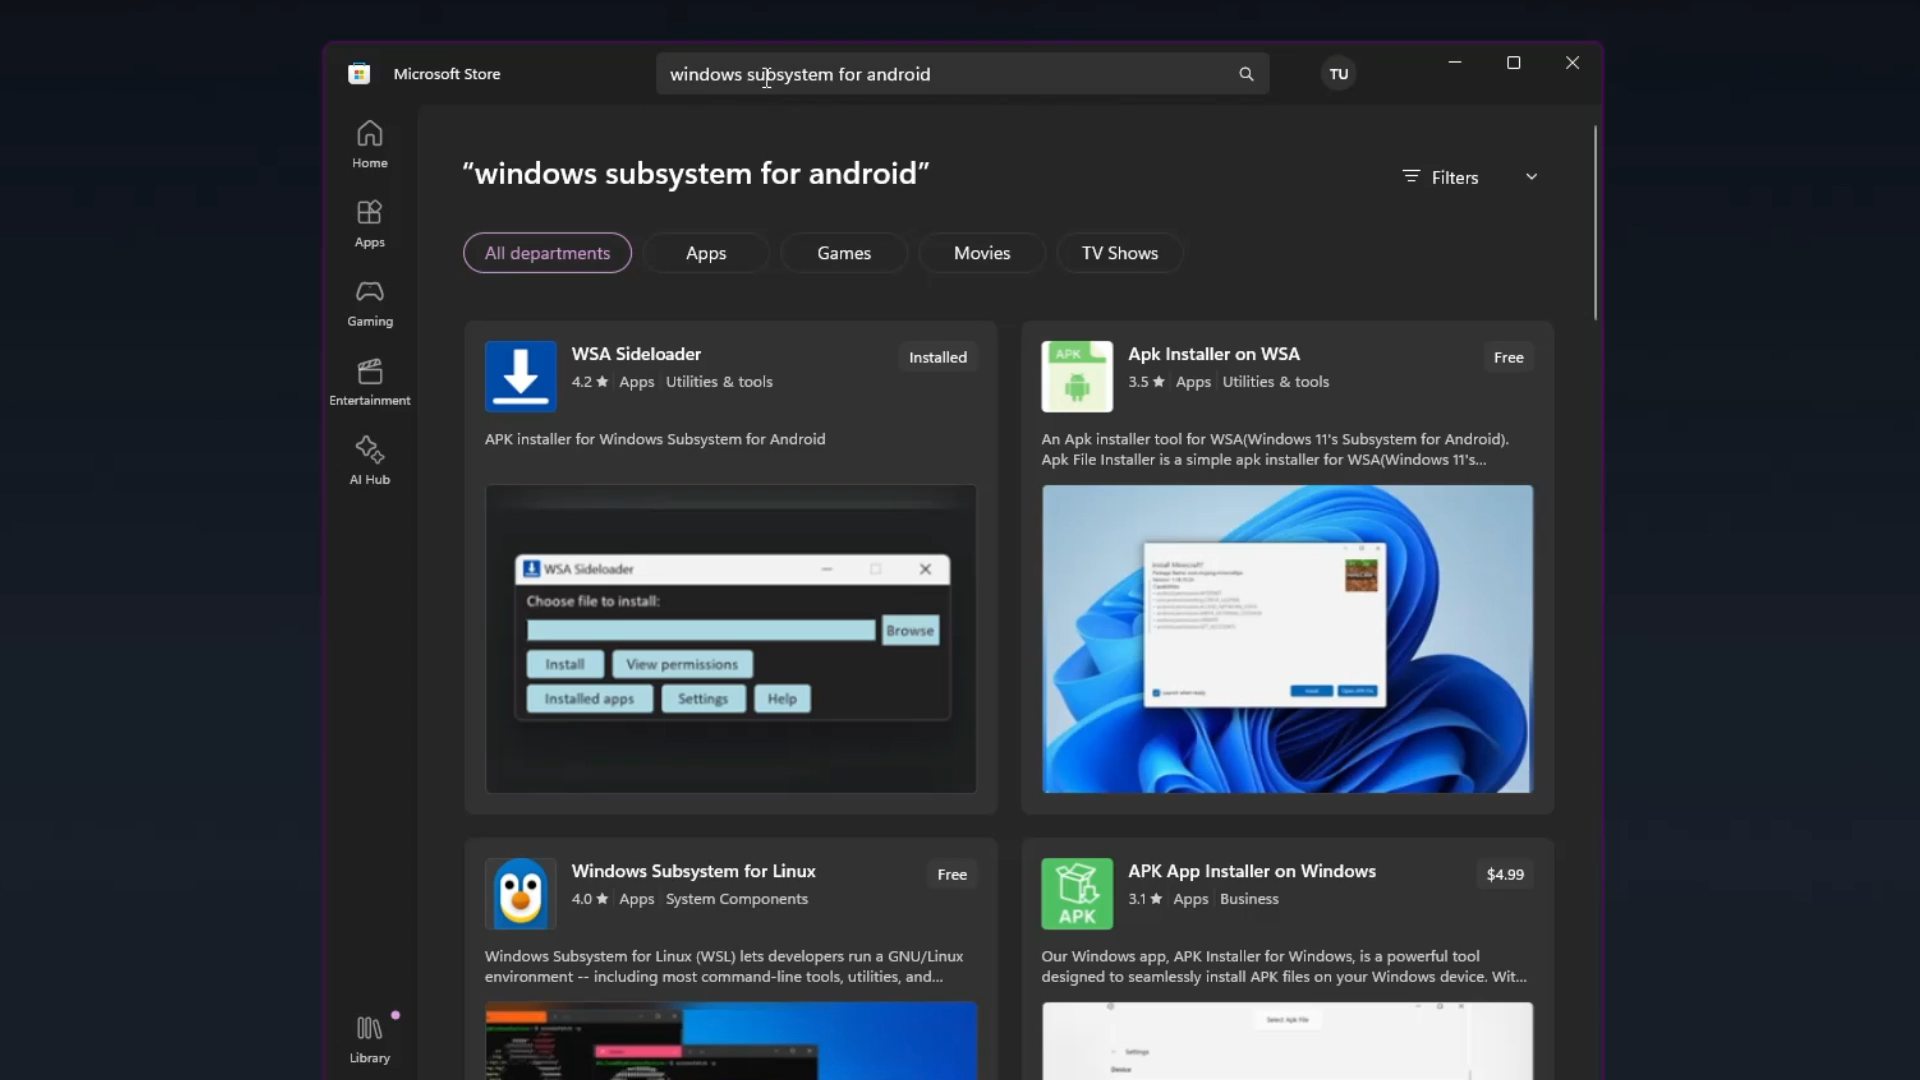 Microsoft Store
windows subsystem for android
TU
Home
Apps
Gaming
Entertainment
AI Hub
Library
“windows subsystem for android”
Filters
All departments
Apps
Games
Movies
TV Shows
WSA Sideloader
Installed
4.2 ★ Apps Utilities & tools
APK installer for Windows Subsystem for Android
WSA Sideloader
Choose file to install:
Browse
Install
View permissions
Installed apps
Settings
Help
APK
Apk Installer on WSA
Free
3.5 ★ Apps Utilities & tools
An Apk installer tool for WSA(Windows 11's Subsystem for Android).
Apk File Installer is a simple apk installer for WSA(Windows 11's...
Install Minecraft?
Windows Subsystem for Linux
Free
4.0 ★ Apps System Components
Windows Subsystem for Linux (WSL) lets developers run a GNU/Linux
environment -- including most command-line tools, utilities, and...
APK
APK App Installer on Windows
$4.99
3.1 ★ Apps Business
Our Windows app, APK Installer for Windows, is a powerful tool
designed to seamlessly install APK files on your Windows device. Wit...
Select Apk File
Settings
Device